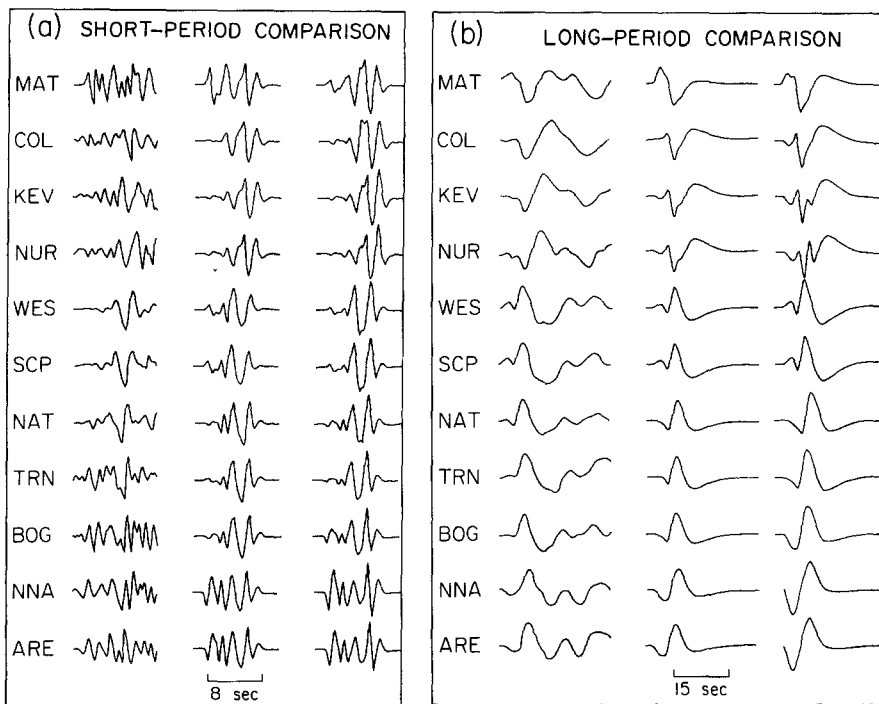 (a) SHORT-PERIOD COMPARISON
MAT
COL
KEV
NUR
WES
SCP
NAT
TRN
BOG
NNA
ARE
8 sec
(b) LONG-PERIOD COMPARISON
MAT
COL
KEV
NUR
WES
SCP
NAT
TRN
BOG
NNA
ARE
15 sec